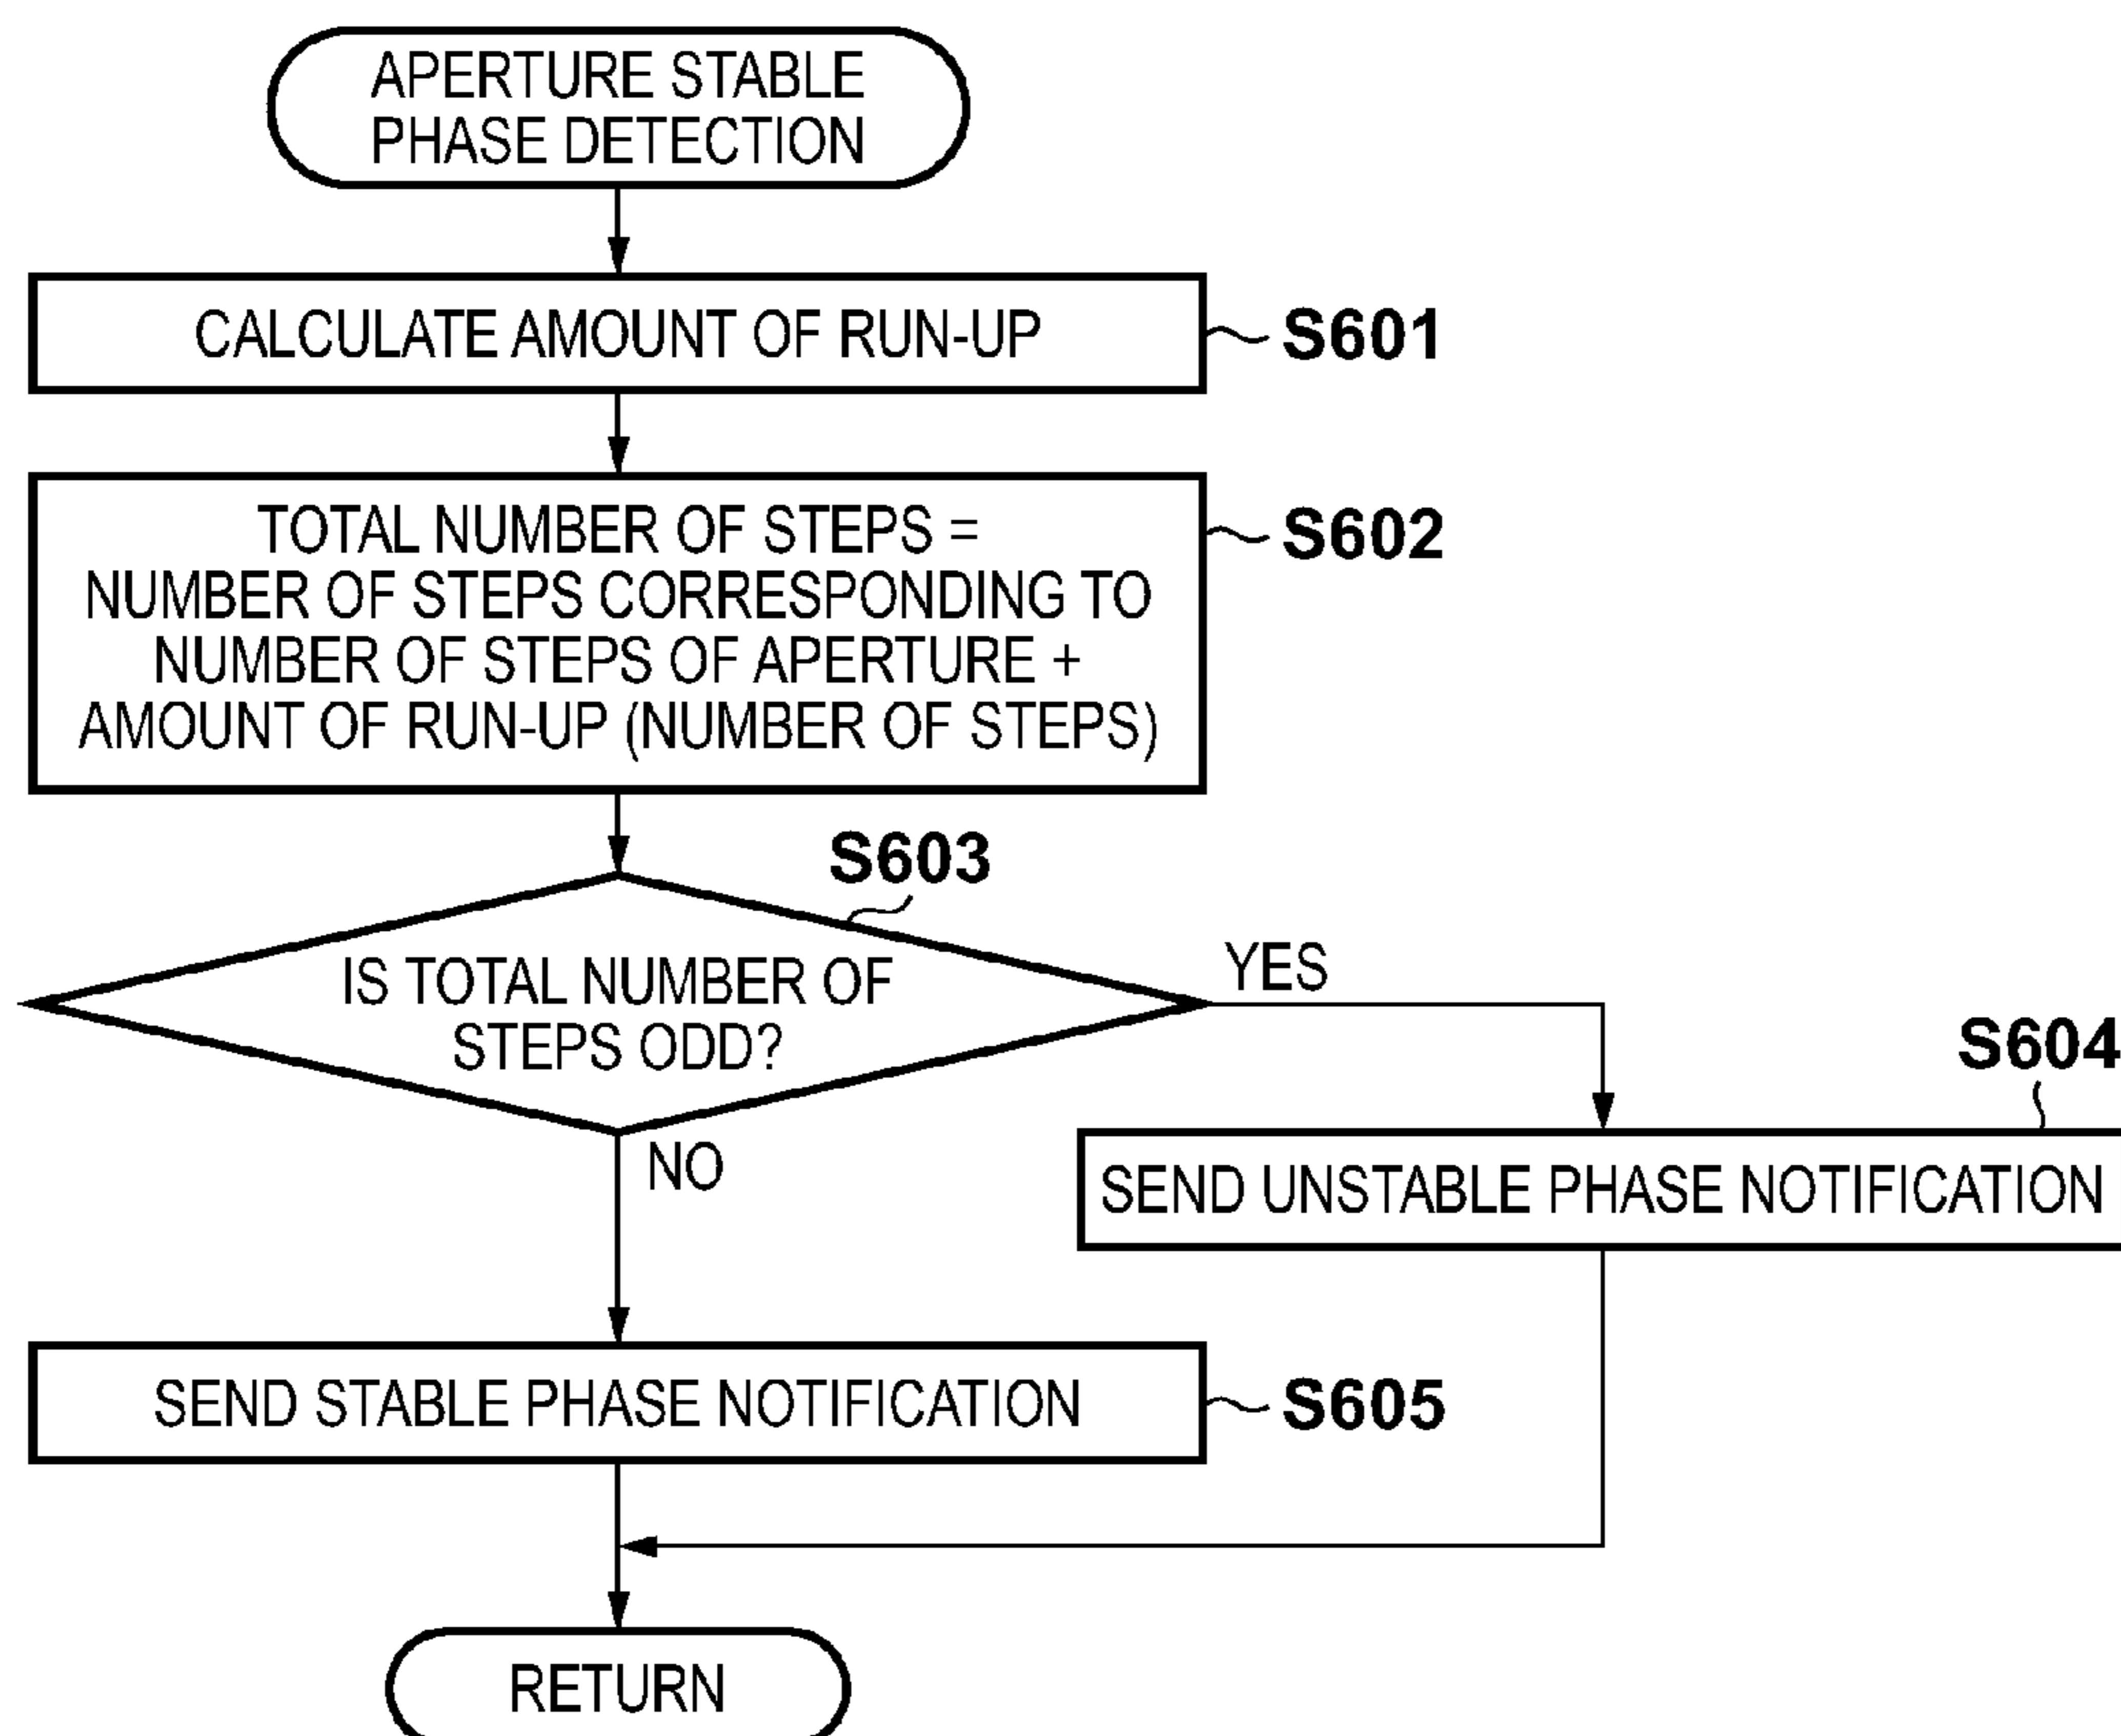 APERTURE STABLE
PHASE DETECTION
CALCULATE AMOUNT OF RUN-UP
S601
TOTAL NUMBER OF STEPS =
NUMBER OF STEPS CORRESPONDING TO
NUMBER OF STEPS OF APERTURE +
AMOUNT OF RUN-UP (NUMBER OF STEPS)
S602
S603
IS TOTAL NUMBER OF
STEPS ODD?
YES
NO
S604
SEND UNSTABLE PHASE NOTIFICATION
SEND STABLE PHASE NOTIFICATION
S605
RETURN